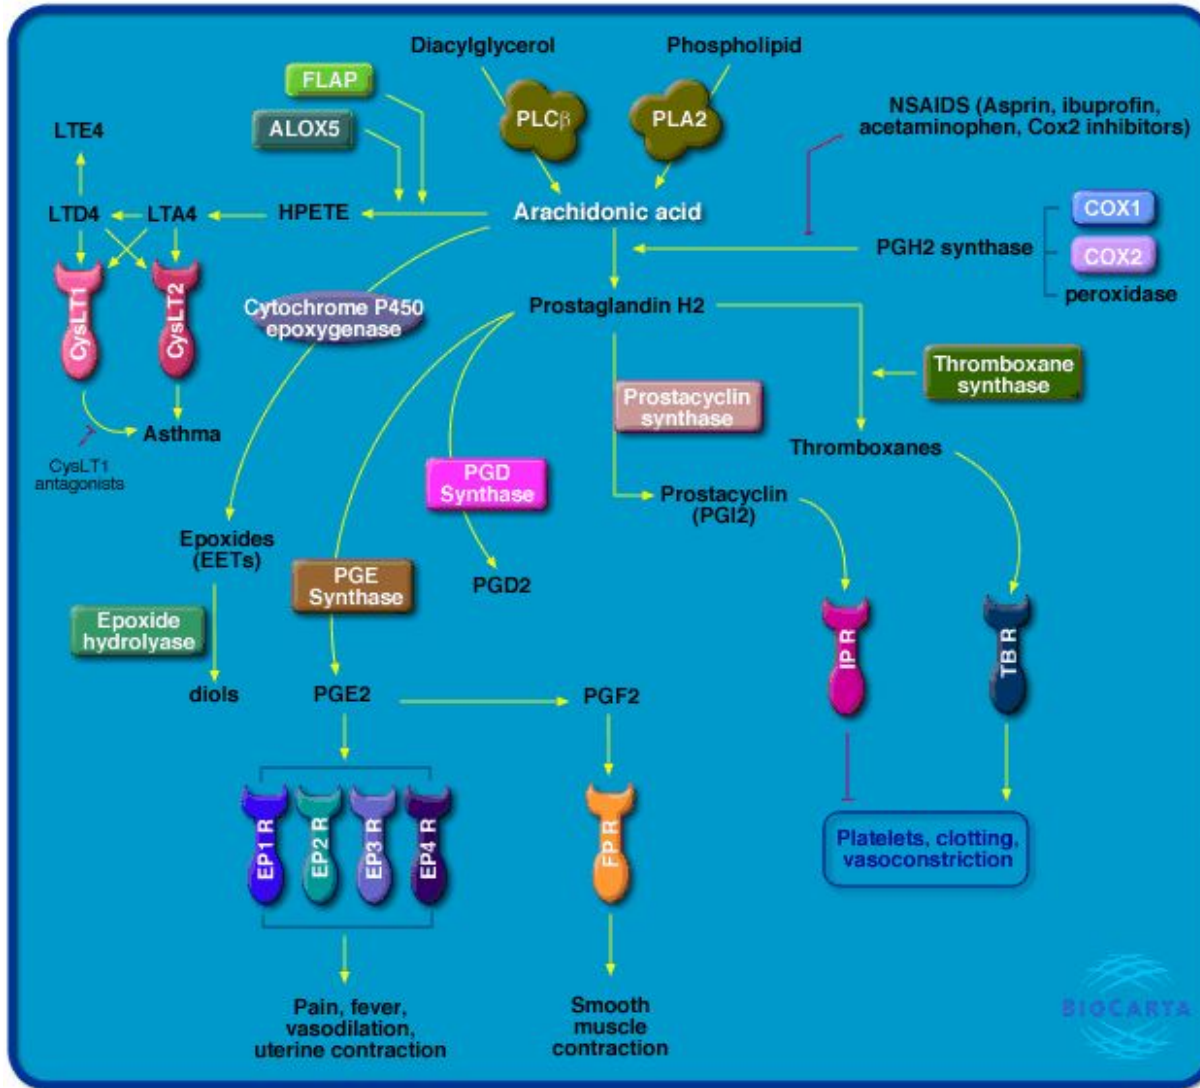 Diacylglycerol
Phospholipid
FLAP
ALOX5
PLCβ
PLA2
NSAIDS (Asprin, ibuprofin,
acetaminophen, Cox2 inhibitors)
LTE4
LTD4
LTA4
HPETE
Arachidonic acid
PGH2 synthase
COX1
COX2
peroxidase
CysLT1
CysLT2
Cytochrome P450
epoxygenase
Prostaglandin H2
Thromboxane
synthase
Prostacyclin
synthase
Asthma
CysLT1
antagonists
Thromboxanes
PGD
Synthase
Prostacyclin
(PGI2)
Epoxides
(EETs)
PGE
Synthase
PGD2
Epoxide
hydrolyase
IP R
TB R
diols
PGE2
PGF2
EP1 R
EP2 R
EP3 R
EP4 R
FP R
Platelets, clotting,
vasoconstriction
Pain, fever,
vasodilation,
uterine contraction
Smooth
muscle
contraction
BIOCARTA